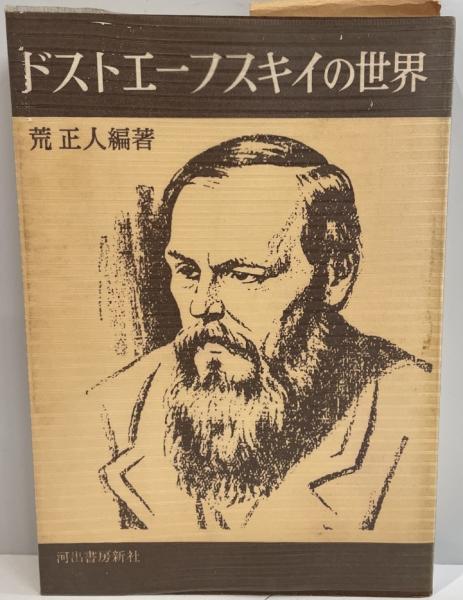 ドストエーフスキイの世界
荒 正人編著
河出書房新社